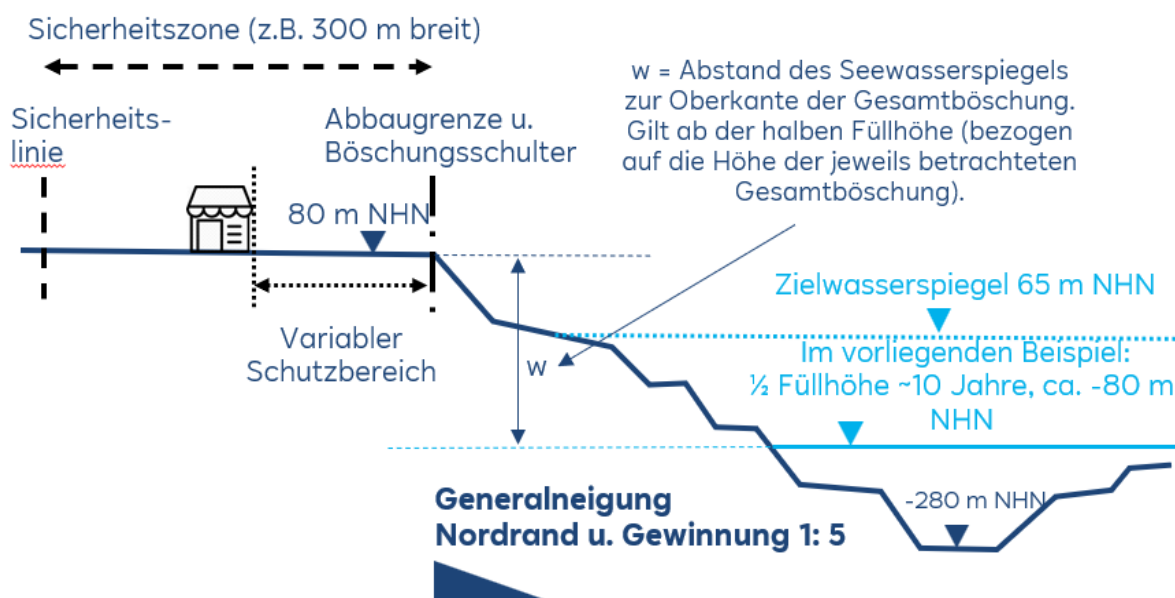 Sicherheitszone (z.B. 300 m breit)
w = Abstand des Seewasserspiegels
zur Oberkante der Gesamtböschung.
Gilt ab der halben Füllhöhe (bezogen
auf die Höhe der jeweils betrachteten
Gesamtböschung).
Sicherheits-
linie
Abbaugrenze u.
Böschungsschulter
80 m NHN
Zielwasserspiegel 65 m NHN
Variabler
Schutzbereich
w
Im vorliegenden Beispiel:
½ Füllhöhe ~10 Jahre, ca. -80 m
NHN
Generalneigung
Nordrand u. Gewinnung 1: 5
-280 m NHN